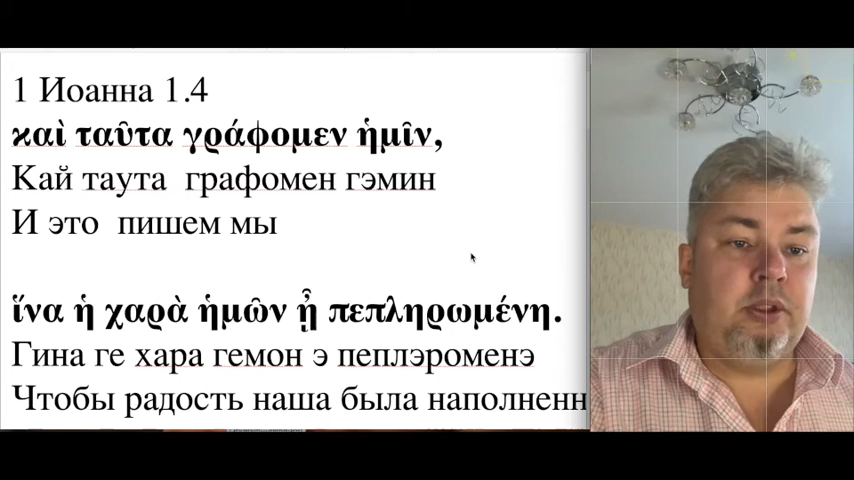 1 Иоанна 1.4
καὶ ταῦτα γράφομεν ἡμῖν,
Кай таута графомен гэмин
И это пишем мы
ἵνα ἡ χαρὰ ἡμῶν ᾖ πεπληρωμένη.
Гина ге хара гемон э пеплэроменэ
Чтобы радость наша была наполненн